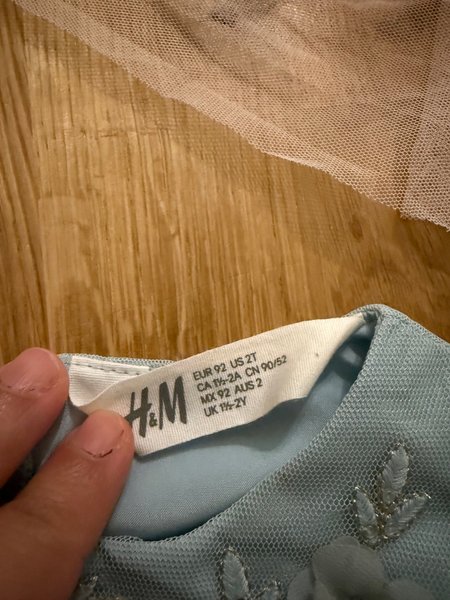 H&M
EUR 92 US 2T
CA 1½-2A CN 90/52
MX 92 AUS 2
UK 1½-2Y